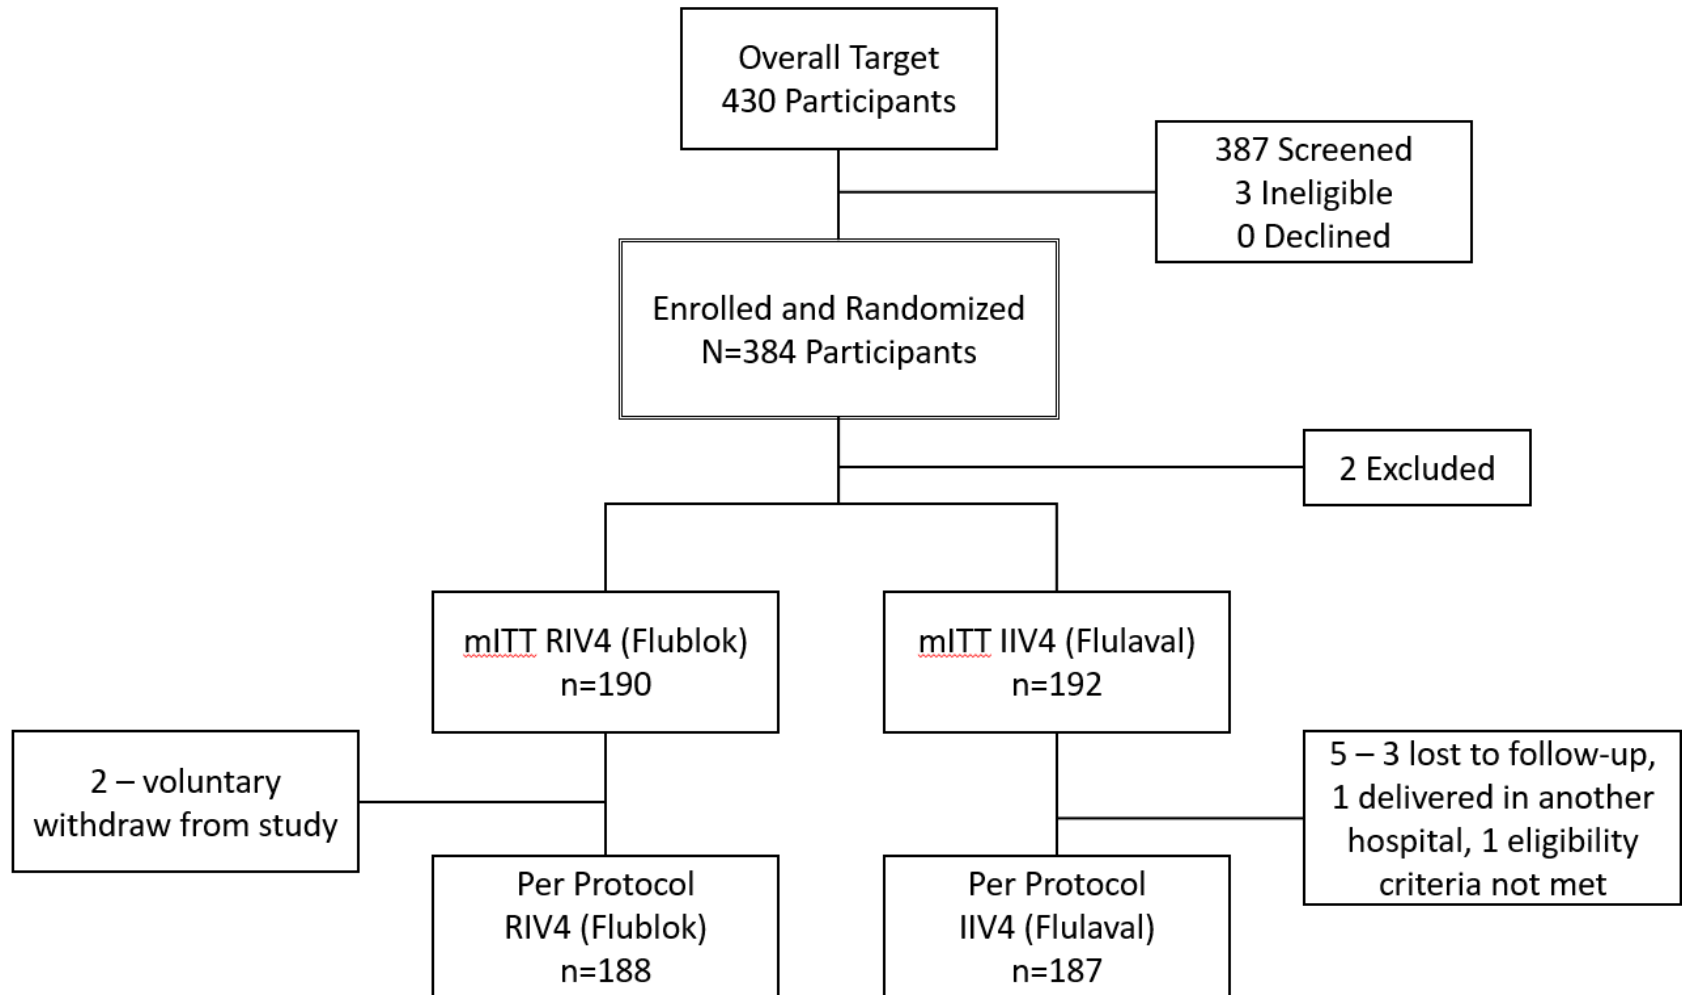 Overall Target
430 Participants
387 Screened
3 Ineligible
0 Declined
Enrolled and Randomized
N=384 Participants
2 Excluded
mITT RIV4 (Flublok)
n=190
mITT IIV4 (Flulaval)
n=192
2 – voluntary
withdraw from study
5 – 3 lost to follow-up,
1 delivered in another
hospital, 1 eligibility
criteria not met
Per Protocol
RIV4 (Flublok)
n=188
Per Protocol
IIV4 (Flulaval)
n=187